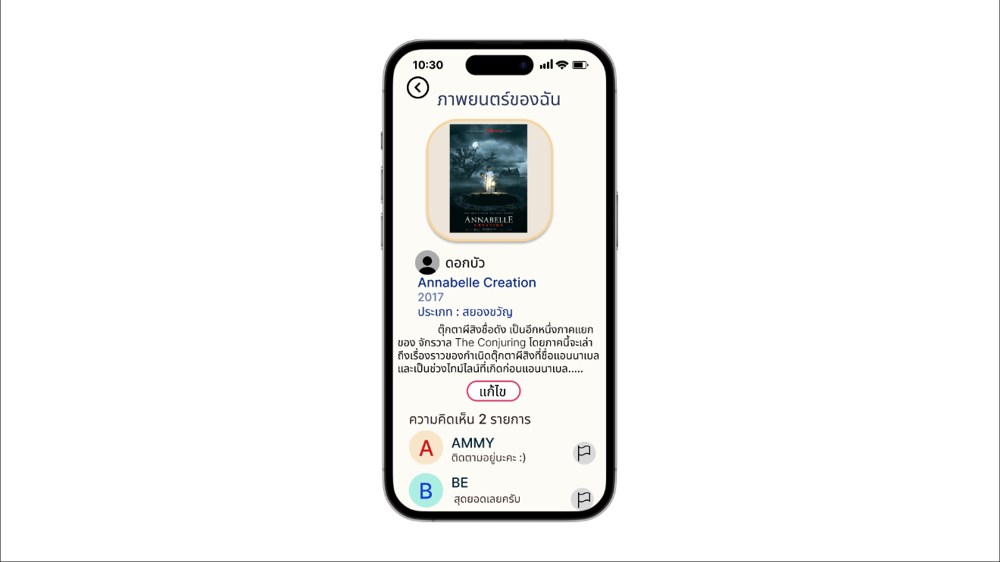 10:30
ภาพยนตร์ของฉัน
ANNABELLE
CREATION
ดอกบัว
Annabelle Creation
2017
ประเภท : สยองขวัญ
ตุ๊กตาผีสิงชื่อดัง เป็นอีกหนึ่งภาคแยก
ของ จักรวาล The Conjuring โดยภาคนี้จะเล่า
ถึงเรื่องราวของกำเนิดตุ๊กตาผีสิงที่ชื่อแอนนาเบล
และเป็นช่วงไทม์ไลน์ที่เกิดก่อนแอนนาเบล.....
แก้ไข
ความคิดเห็น 2 รายการ
A
AMMY
ติดตามอยู่นะคะ :)
B
BE
สุดยอดเลยครับ